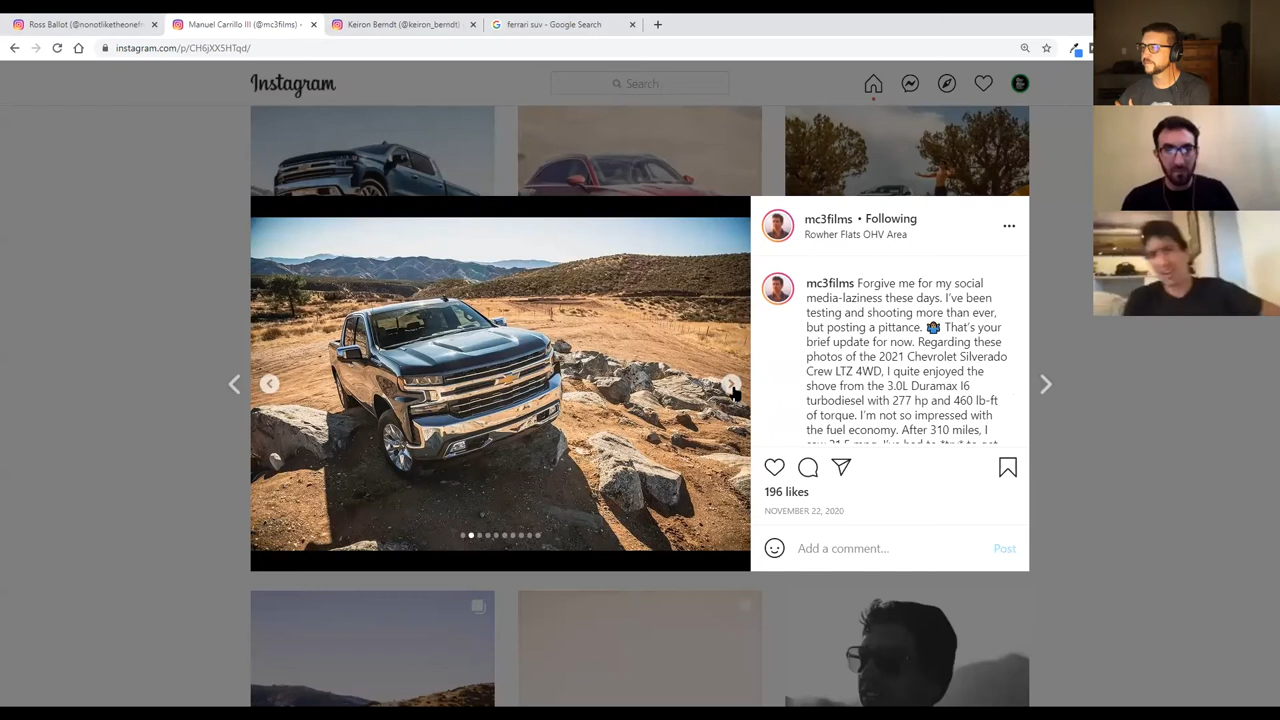 Ross Ballot (@nonotliketheonefr
Manuel Carrillo III (@mc3films) •
Keiron Berndt (@keiron_berndt)
ferrari suv - Google Search
instagram.com/p/CH6jXX5HTqd/
Instagram
Search
mc3films • Following
Rowher Flats OHV Area
mc3films Forgive me for my social
media-laziness these days. I've been
testing and shooting more than ever,
but posting a pittance. 🤷🏾‍♂️ That's your
brief update for now. Regarding these
photos of the 2021 Chevrolet Silverado
Crew LTZ 4WD, I quite enjoyed the
shove from the 3.0L Duramax I6
turbodiesel with 277 hp and 460 lb-ft
of torque. I'm not so impressed with
the fuel economy. After 310 miles, I
196 likes
NOVEMBER 22, 2020
Add a comment...
Post